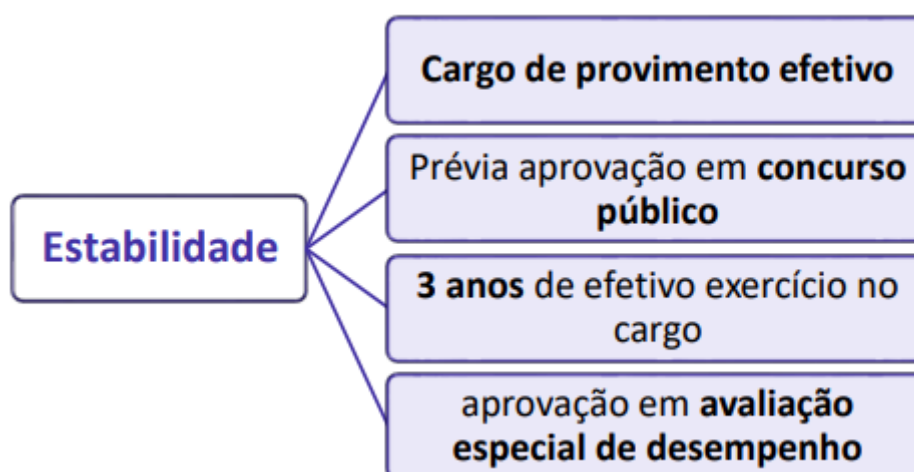 Cargo de provimento efetivo
Prévia aprovação em concurso
público
Estabilidade
3 anos de efetivo exercício no
cargo
aprovação em avaliação
especial de desempenho